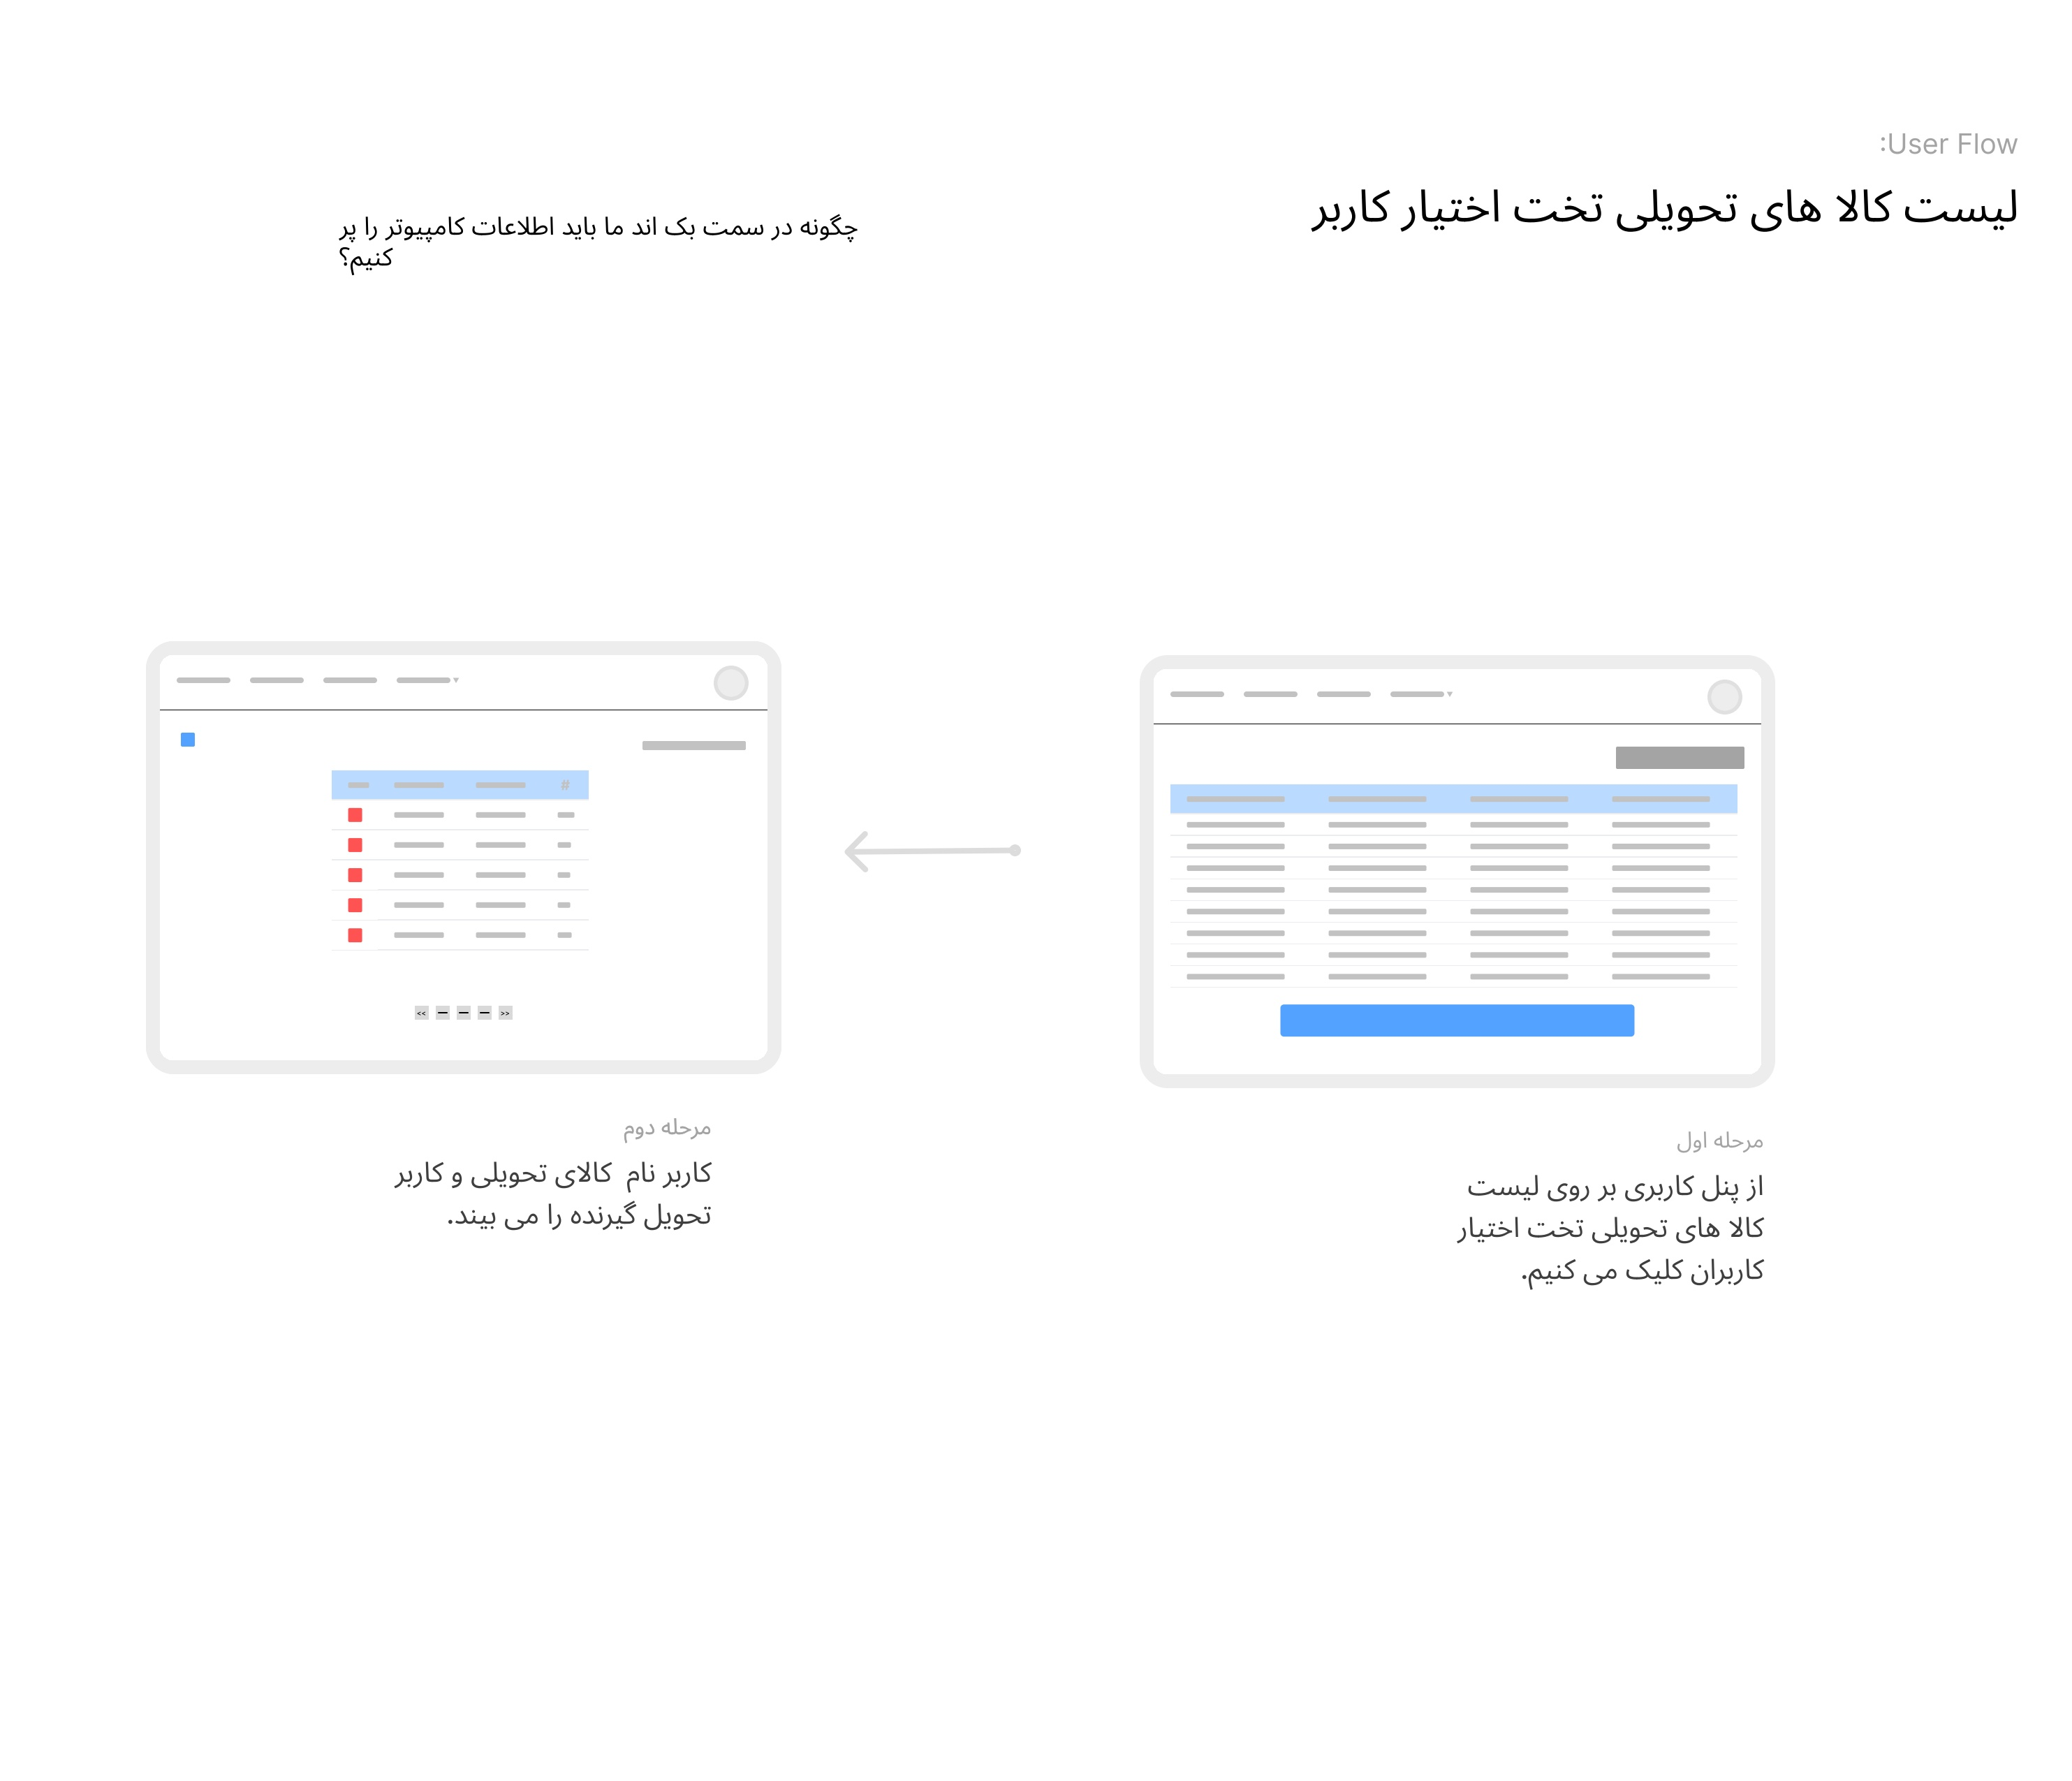 User Flow:
لیست کالا های تحویلی تخت اختیار کاربر
چگونه در سمت بک اند ما باید اطلاعات کامپیوتر را پر
کنیم؟
#
<< >>
مرحله اول
از پنل کاربری بر روی لیست
کالا های تحویلی تخت اختیار
کاربران کلیک می کنیم.
مرحله دوم
کاربر نام کالای تحویلی و کاربر
تحویل گیرنده را می بیند.